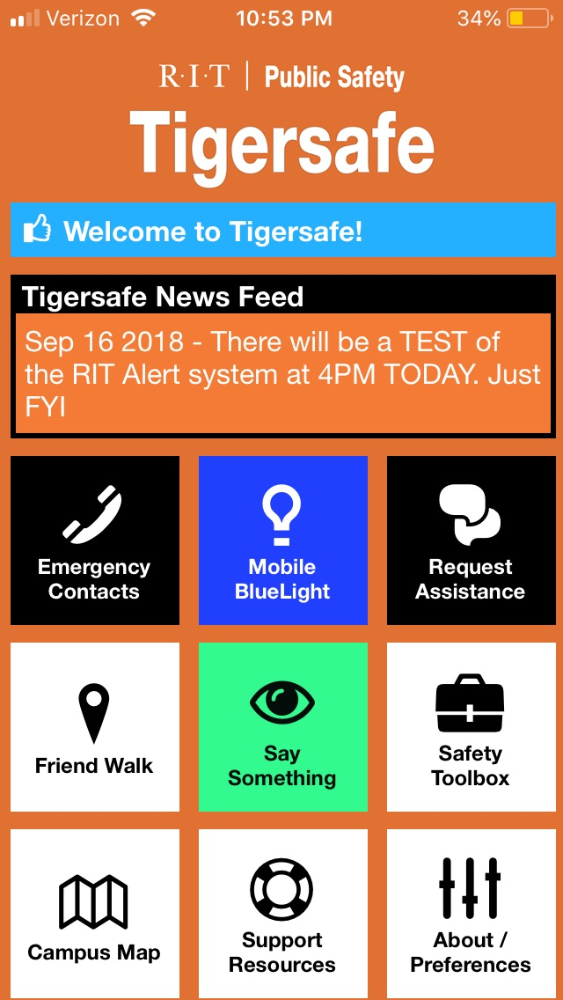 Verizon 10:53 PM 34%
R·I·T | Public Safety
Tigersafe
Welcome to Tigersafe!
Tigersafe News Feed
Sep 16 2018 - There will be a TEST of
the RIT Alert system at 4PM TODAY. Just
FYI
Emergency
Contacts
Mobile
BlueLight
Request
Assistance
Friend Walk
Say
Something
Safety
Toolbox
Campus Map
Support
Resources
About /
Preferences